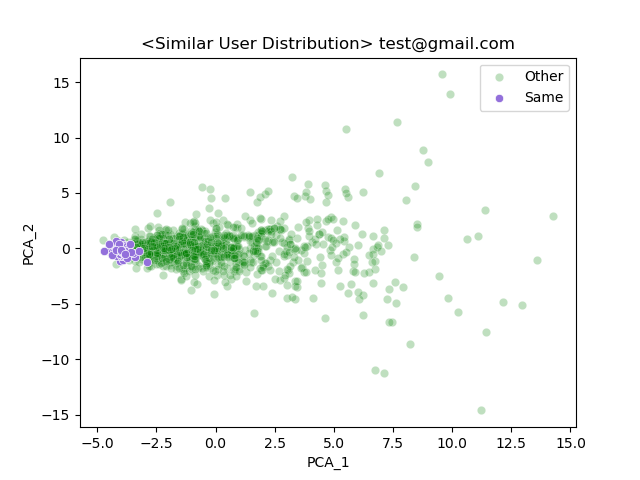 <Similar User Distribution> test@gmail.com
Other
Same
15
10
5
0
−5
−10
−15
PCA_2
−5.0 −2.5 0.0 2.5 5.0 7.5 10.0 12.5 15.0
PCA_1